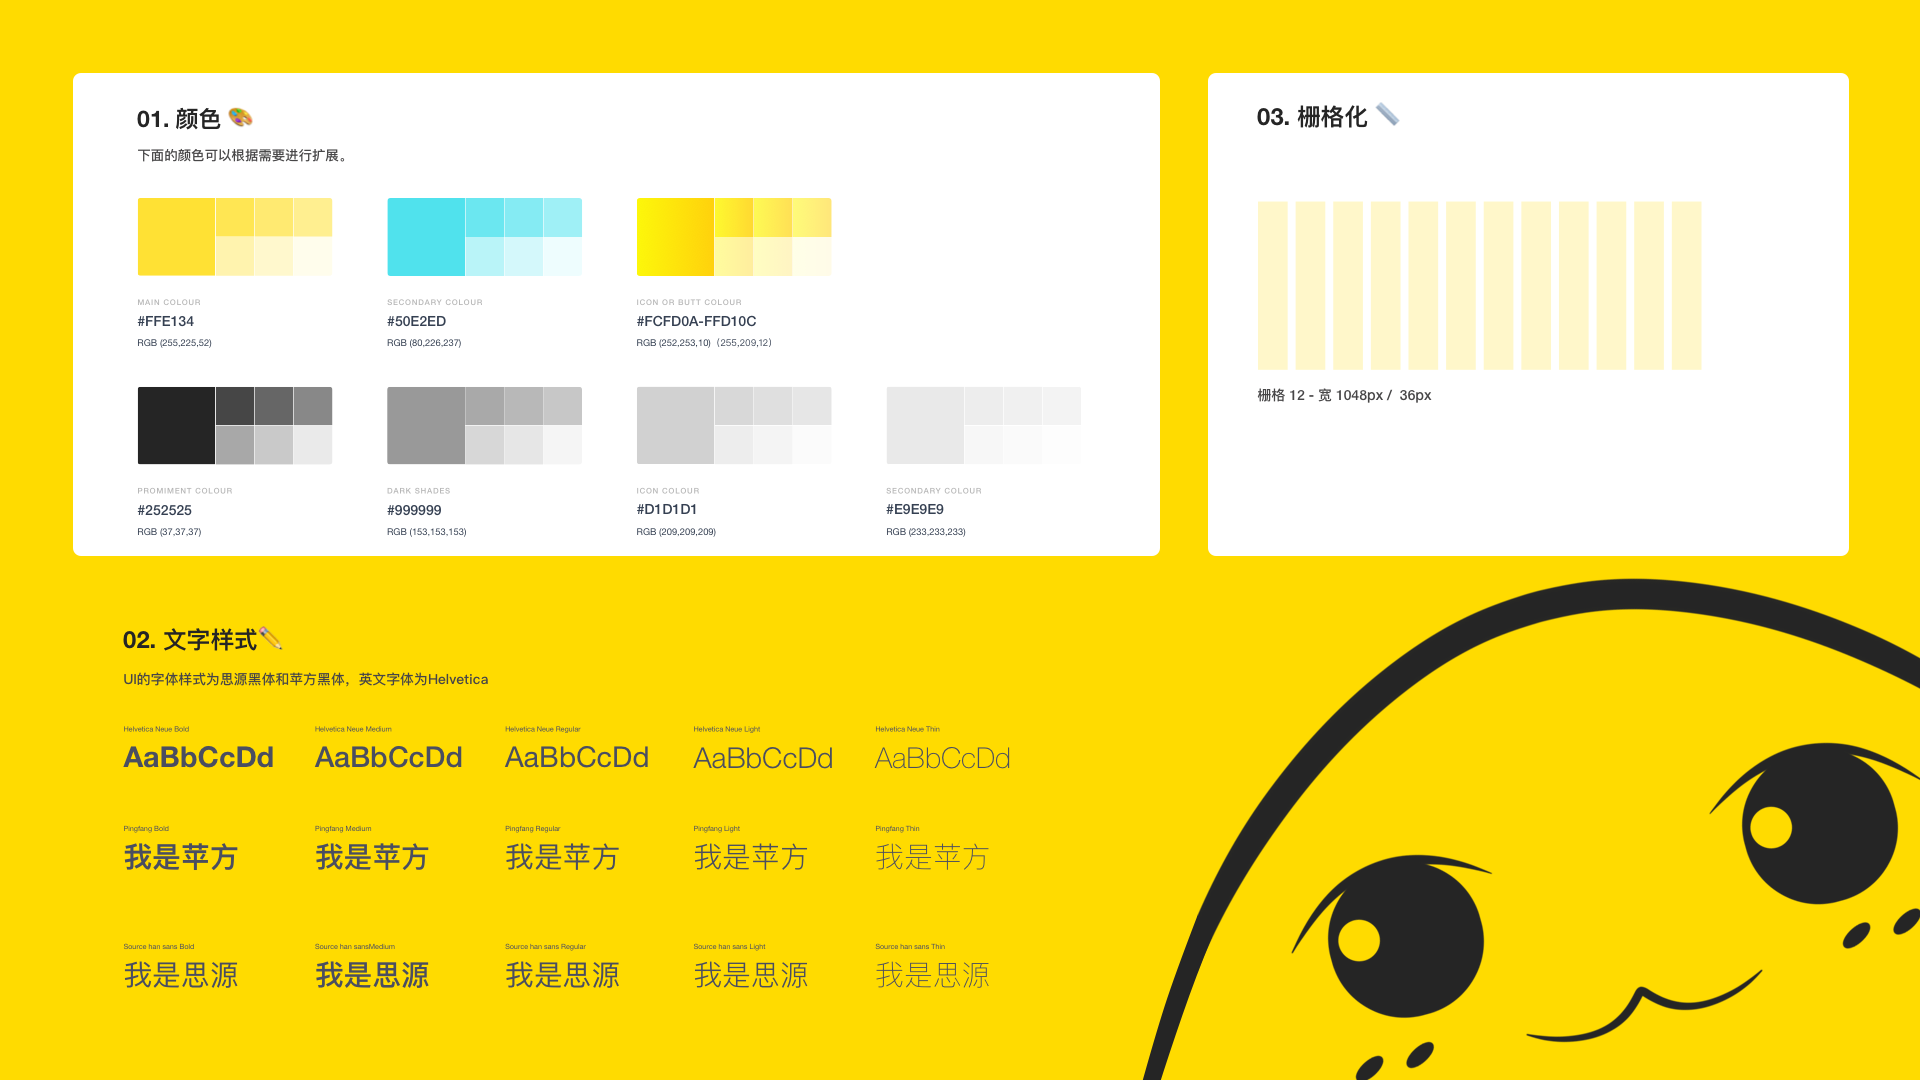 01. 颜色
下面的颜色可以根据需要进行扩展。
MAIN COLOUR
#FFE134
RGB (255,225,52)
SECONDARY COLOUR
#50E2ED
RGB (80,226,237)
ICON OR BUTT COLOUR
#FCFD0A-FFD10C
RGB (252,253,10)（255,209,12）
PROMIMENT COLOUR
#252525
RGB (37,37,37)
DARK SHADES
#999999
RGB (153,153,153)
ICON COLOUR
#D1D1D1
RGB (209,209,209)
SECONDARY COLOUR
#E9E9E9
RGB (233,233,233)
03. 栅格化
栅格 12 - 宽 1048px / 36px
02. 文字样式
UI的字体样式为思源黑体和苹方黑体，英文字体为Helvetica
Helvetica Neue Bold
AaBbCcDd
Helvetica Neue Medium
AaBbCcDd
Helvetica Neue Regular
AaBbCcDd
Helvetica Neue Light
AaBbCcDd
Helvetica Neue Thin
AaBbCcDd
Pingfang Bold
我是苹方
Pingfang Medium
我是苹方
Pingfang Regular
我是苹方
Pingfang Light
我是苹方
Pingfang Thin
我是苹方
Source han sans Bold
我是思源
Source han sansMedium
我是思源
Source han sans Regular
我是思源
Source han sans Light
我是思源
Source han sans Thin
我是思源